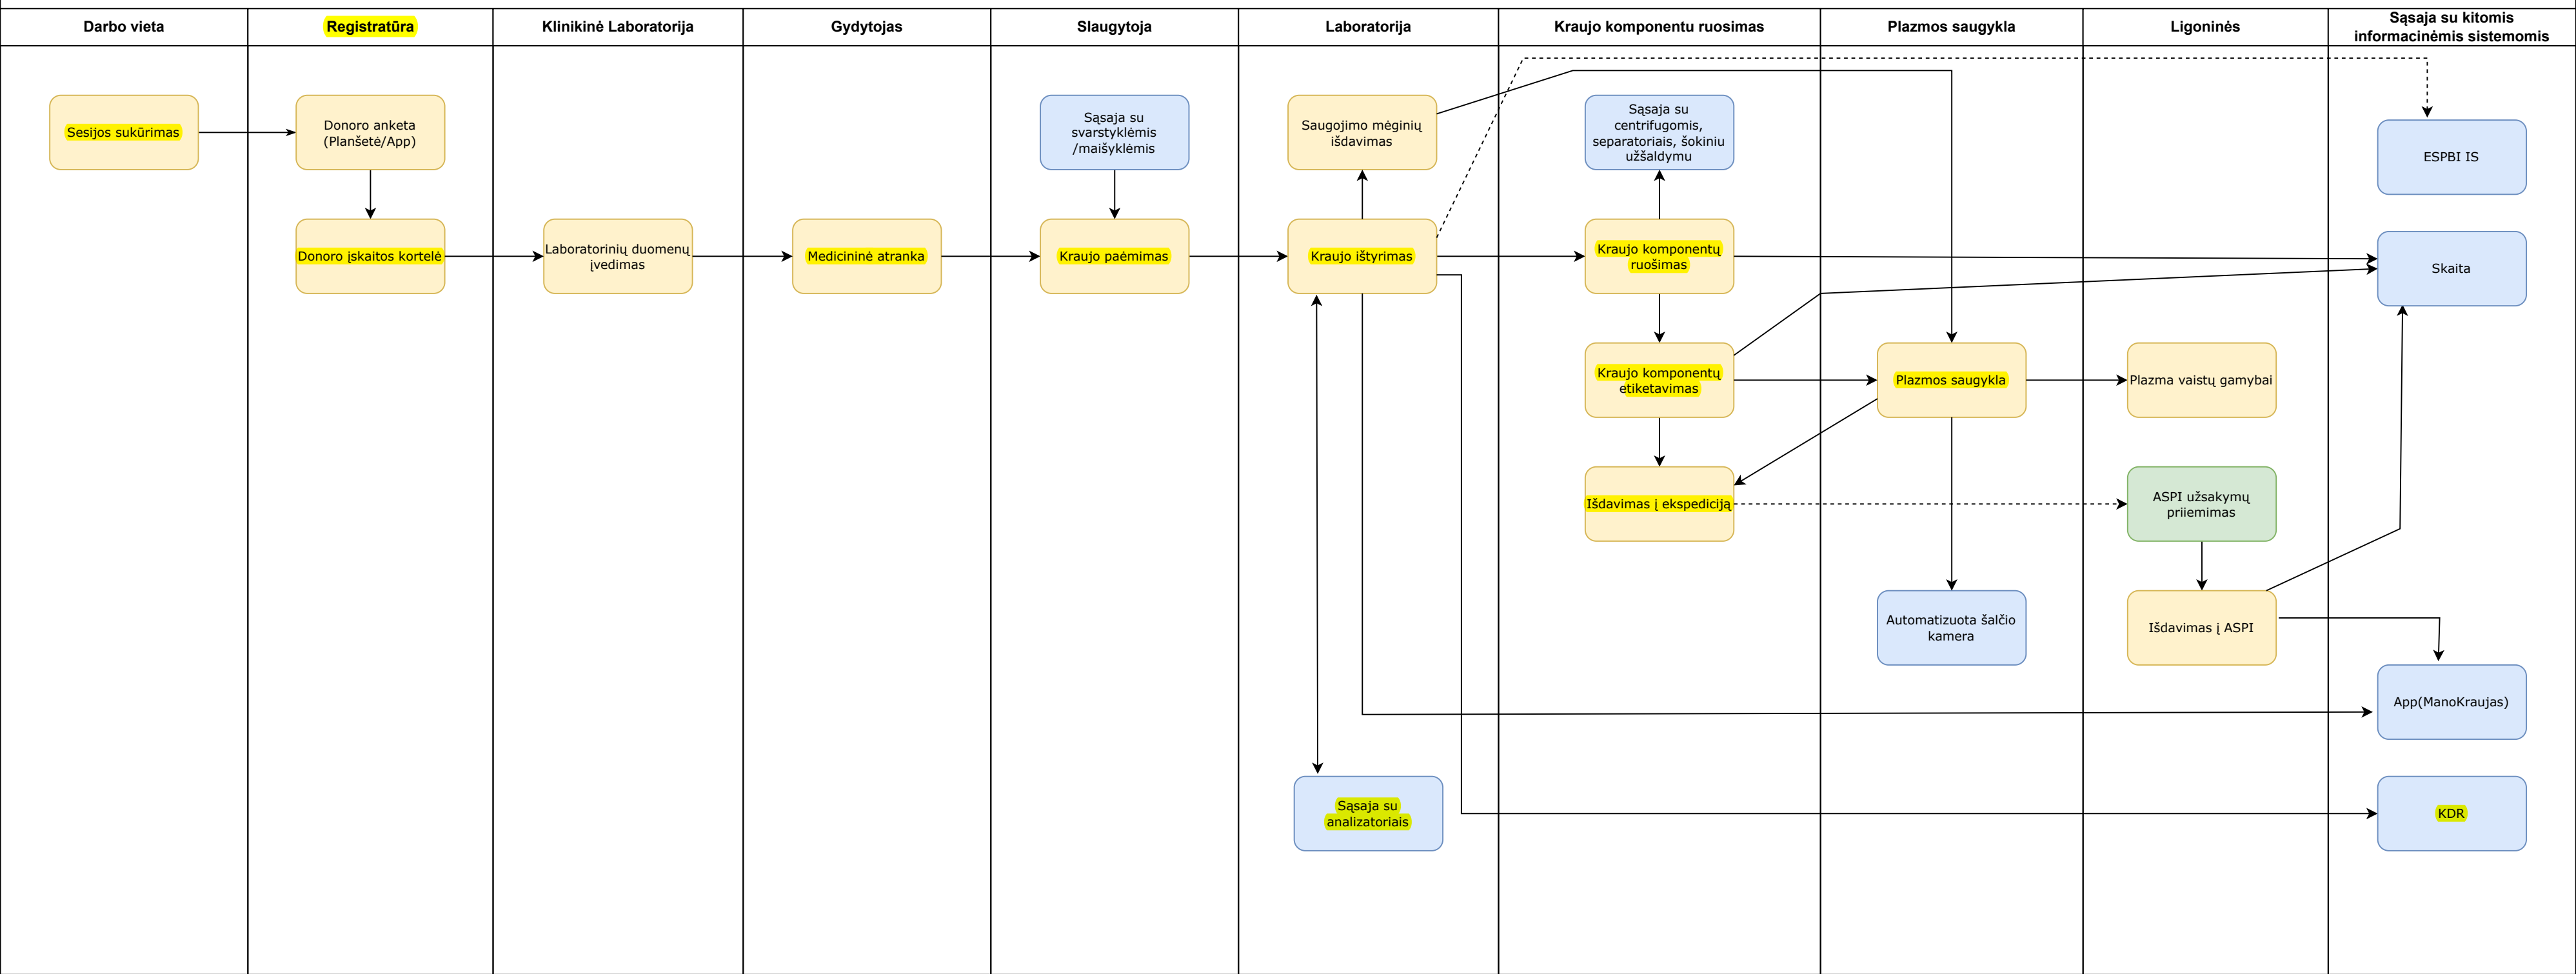 Darbo vieta
Registratūra
Klinikinė Laboratorija
Gydytojas
Slaugytoja
Laboratorija
Kraujo komponentu ruosimas
Plazmos saugykla
Ligoninės
Sąsaja su kitomis
informacinėmis sistemomis
Sesijos sukūrimas
Donoro anketa
(Planšetė/App)
Sąsaja su
svarstyklėmis
/maišyklėmis
Saugojimo mėginių
išdavimas
Sąsaja su
centrifugomis,
separatoriais, šokiniu
užšaldymu
ESPBI IS
Donoro įskaitos kortelė
Laboratorinių duomenų
įvedimas
Medicininė atranka
Kraujo paėmimas
Kraujo ištyrimas
Kraujo komponentų
ruošimas
Skaita
Kraujo komponentų
etiketavimas
Plazmos saugykla
Plazma vaistų gamybai
Išdavimas į ekspediciją
ASPI užsakymų
priiemimas
Automatizuota šalčio
kamera
Išdavimas į ASPI
App(ManoKraujas)
Sąsaja su
analizatoriais
KDR